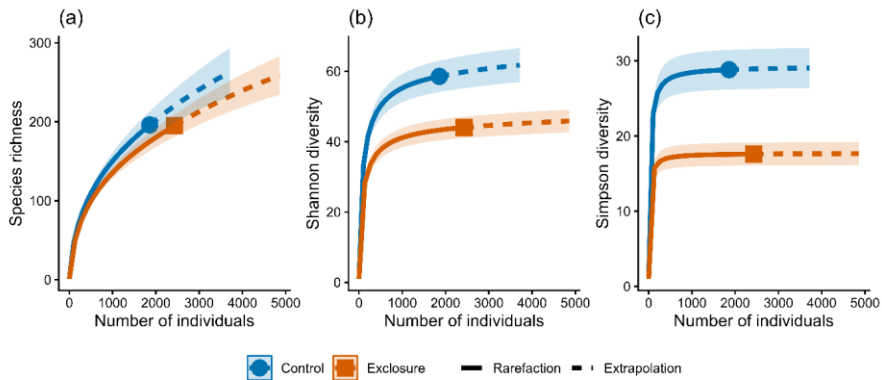 (a)
Species richness
300
200
100
0
0 1000 2000 3000 4000 5000
Number of individuals
(b)
Shannon diversity
60
40
20
0
0 1000 2000 3000 4000 5000
Number of individuals
(c)
Simpson diversity
30
20
10
0
0 1000 2000 3000 4000 5000
Number of individuals
Control Exclosure Rarefaction Extrapolation